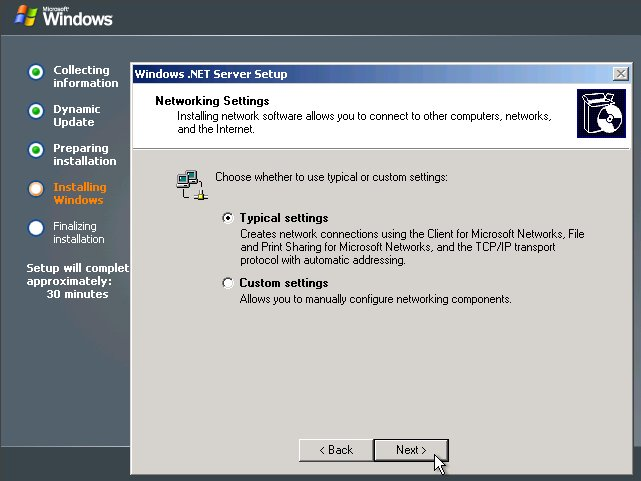 Microsoft
Windows
Collecting
information
Dynamic
Update
Preparing
installation
Installing
Windows
Finalizing
installation
Setup will complet
approximately:
30 minutes
Windows .NET Server Setup
Networking Settings
Installing network software allows you to connect to other computers, networks,
and the Internet.
Choose whether to use typical or custom settings:
Typical settings
Creates network connections using the Client for Microsoft Networks, File
and Print Sharing for Microsoft Networks, and the TCP/IP transport
protocol with automatic addressing.
Custom settings
Allows you to manually configure networking components.
< Back
Next >